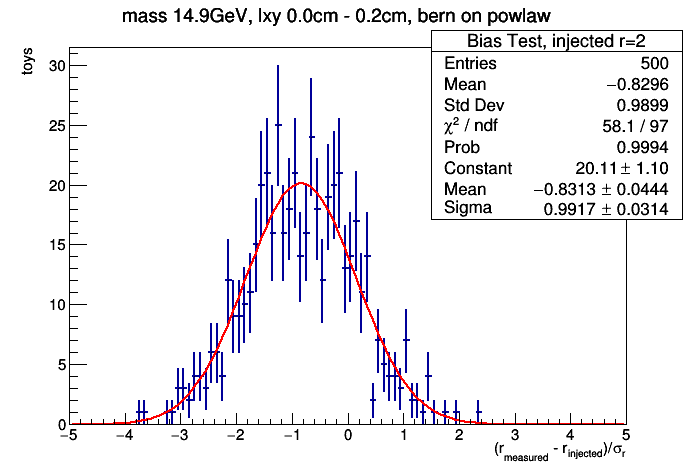 mass 14.9GeV, lxy 0.0cm - 0.2cm, bern on powlaw
Bias Test, injected r=2
Entries 500
Mean −0.8296
Std Dev 0.9899
χ² / ndf 58.1 / 97
Prob 0.9994
Constant 20.11 ± 1.10
Mean −0.8313 ± 0.0444
Sigma 0.9917 ± 0.0314
toys
30
25
20
15
10
5
0
−5 −4 −3 −2 −1 0 1 2 3 4 5
(r_measured - r_injected)/σ_r